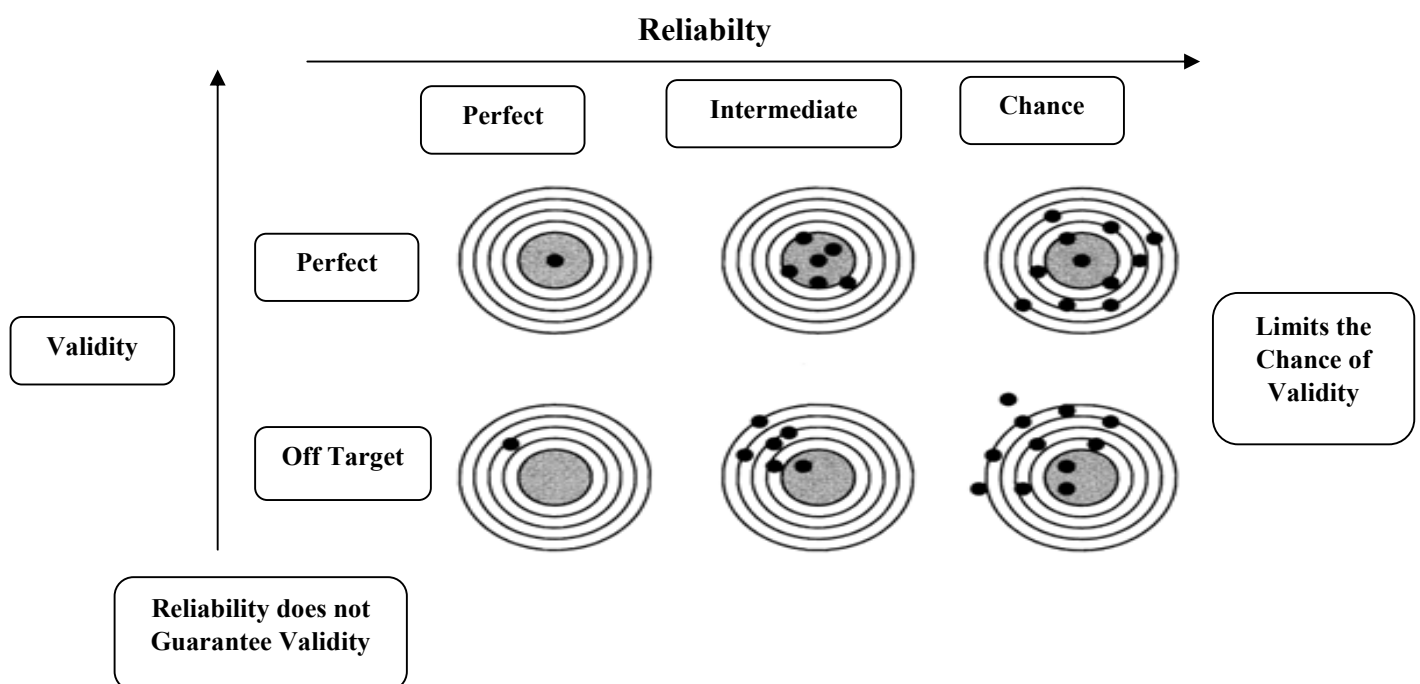 Reliabilty
Perfect
Intermediate
Chance
Perfect
Validity
Limits the
Chance of
Validity
Off Target
Reliability does not
Guarantee Validity